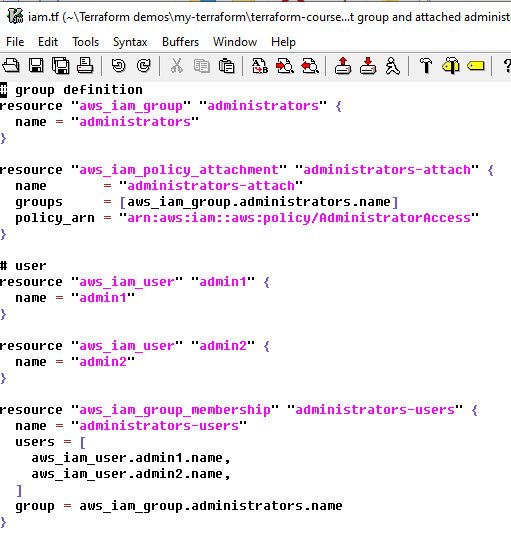 iam.tf (~\Terraform demos\my-terraform\terraform-course...t group and attached administ
File Edit Tools Syntax Buffers Window Help
# group definition
resource "aws_iam_group" "administrators" {
  name = "administrators"
}

resource "aws_iam_policy_attachment" "administrators-attach" {
  name       = "administrators-attach"
  groups     = [aws_iam_group.administrators.name]
  policy_arn = "arn:aws:iam::aws:policy/AdministratorAccess"
}

# user
resource "aws_iam_user" "admin1" {
  name = "admin1"
}

resource "aws_iam_user" "admin2" {
  name = "admin2"
}

resource "aws_iam_group_membership" "administrators-users" {
  name = "administrators-users"
  users = [
    aws_iam_user.admin1.name,
    aws_iam_user.admin2.name,
  ]
  group = aws_iam_group.administrators.name
}